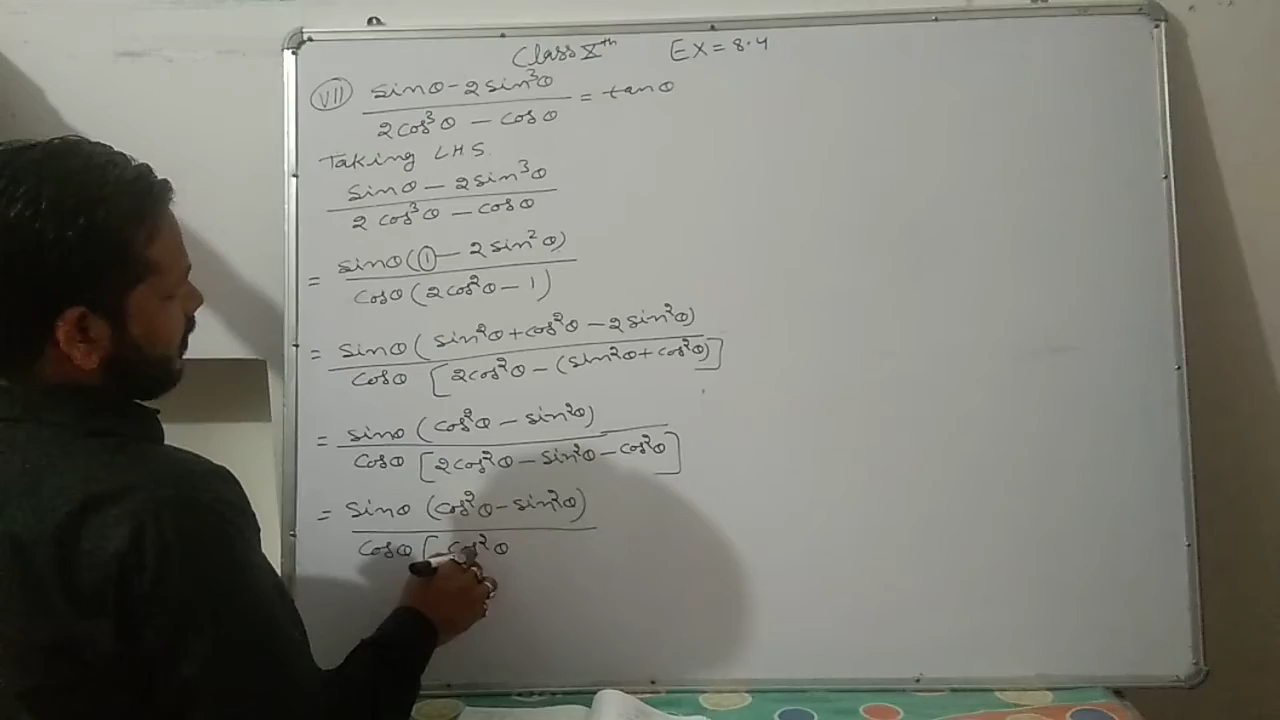 Class Xth EX = 8.4
(VII) sinθ - 2sin³θ / 2cos³θ - cosθ = tanθ
Taking LHS.
sinθ - 2sin³θ / 2cos³θ - cosθ
= sinθ(1 - 2sin²θ) / cosθ(2cos²θ - 1)
= sinθ(sin²θ + cos²θ - 2sin²θ) / cosθ[2cos²θ - (sin²θ + cos²θ)]
= sinθ(cos²θ - sin²θ) / cosθ[2cos²θ - sin²θ - cos²θ]
= sinθ(cos²θ - sin²θ) / cosθ[cos²θ